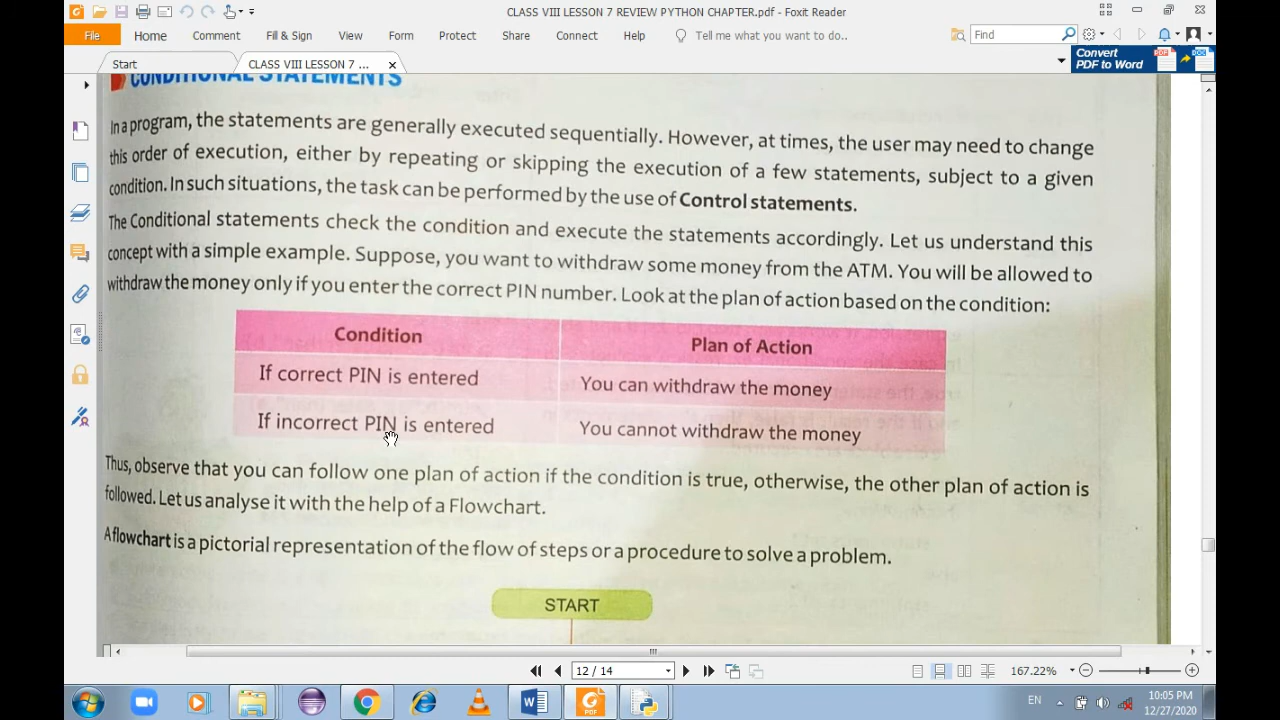 CLASS VIII LESSON 7 REVIEW PYTHON CHAPTER.pdf - Foxit Reader
File Home Comment Fill & Sign View Form Protect Share Connect Help Tell me what you want to do.. Find
Start CLASS VIII LESSON 7 ... Convert
PDF to Word
CONDITIONAL STATEMENTS
In a program, the statements are generally executed sequentially. However, at times, the user may need to change
this order of execution, either by repeating or skipping the execution of a few statements, subject to a given
condition. In such situations, the task can be performed by the use of Control statements.
The Conditional statements check the condition and execute the statements accordingly. Let us understand this
concept with a simple example. Suppose, you want to withdraw some money from the ATM. You will be allowed to
withdraw the money only if you enter the correct PIN number. Look at the plan of action based on the condition:
Condition Plan of Action
If correct PIN is entered You can withdraw the money
If incorrect PIN is entered You cannot withdraw the money
Thus, observe that you can follow one plan of action if the condition is true, otherwise, the other plan of action is
followed. Let us analyse it with the help of a Flowchart.
A flowchart is a pictorial representation of the flow of steps or a procedure to solve a problem.
START
12 / 14 167.22%
EN 10:05 PM
12/27/2020